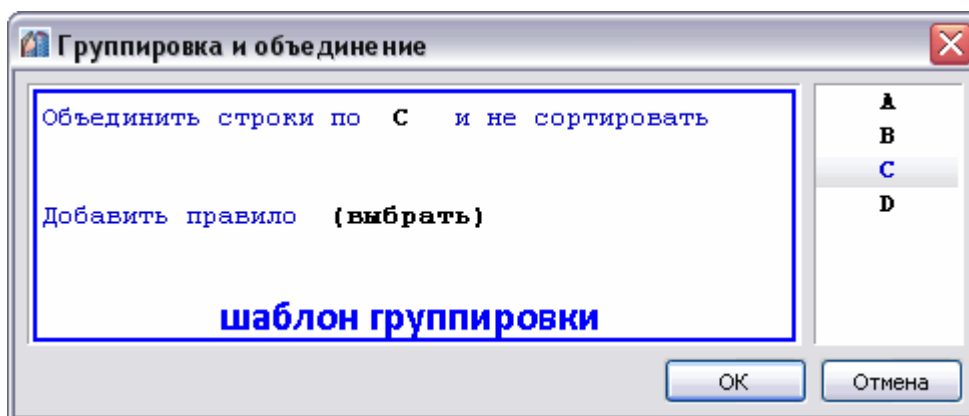 Группировка и объединение
Объединить строки по C и не сортировать
Добавить правило (выбрать)
шаблон группировки
A
B
C
D
OK
Отмена